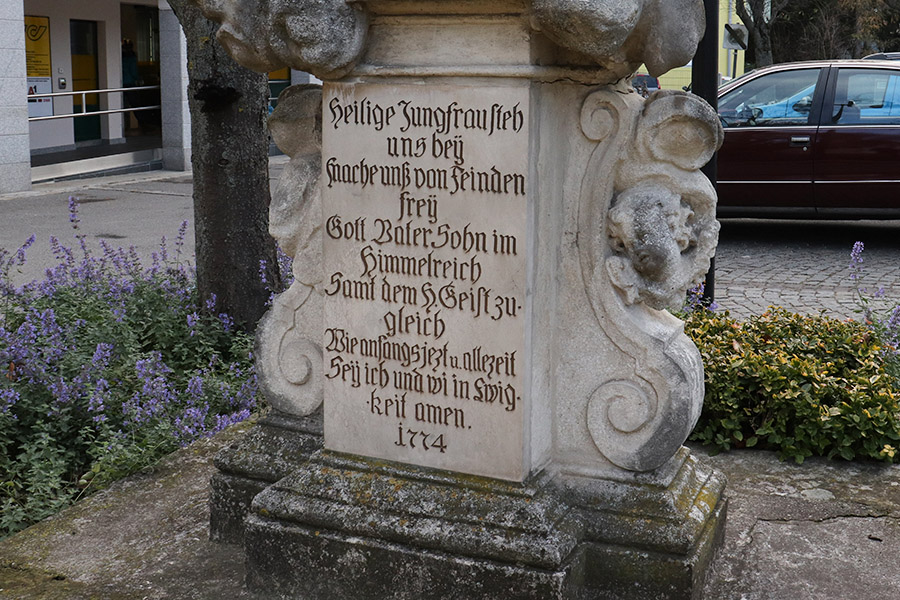 Heilige Jungfrau steh
uns bey
Mache unß von Feinden
frey
Gott Vater Sohn im
Himmelreich
Samt dem H. Geist zu-
gleich
Wie anfangs jezt u. allezeit
Seÿ ich und wi in Ewig-
keit amen.
1774